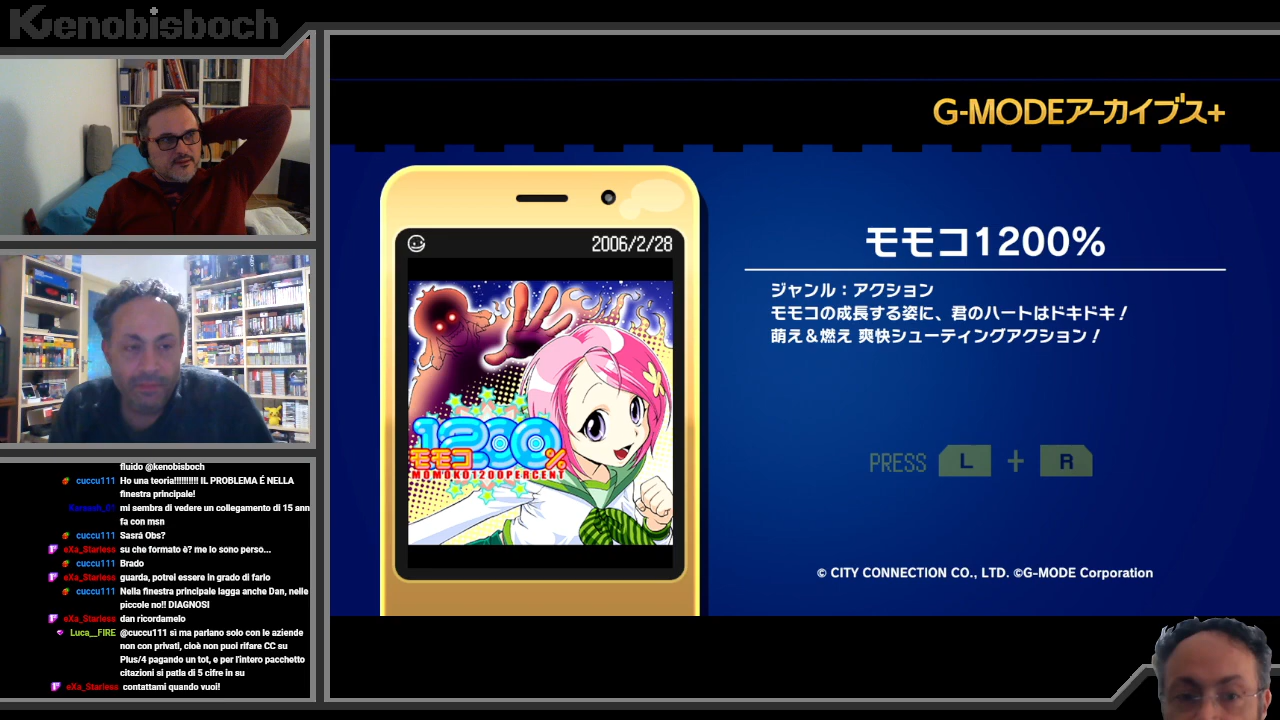 Kenobisboch
G-MODEアーカイブス+
2006/2/28
1200%
モモコ
MOMOKO1200PERCENT
モモコ1200%
ジャンル：アクション
モモコの成長する姿に、君のハートはドキドキ！
萌え＆燃え 爽快シューティングアクション！
PRESS L + R
© CITY CONNECTION CO., LTD. ©G-MODE Corporation
fluido @kenobisboch
cuccu111 Ho una teoria!!!!!!!!!! IL PROBLEMA É NELLA
finestra principale!
mi sembra di vedere un collegamento di 15 ann
fa con msn
cuccu111 Sasrá Obs?
eXa_Starless su che formato è? me lo sono perso...
cuccu111 Brado
eXa_Starless guarda, potrei essere in grado di farlo
cuccu111 Nella finestra principale lagga anche Dan, nelle
piccole no!! DIAGNOSI
eXa_Starless dan ricordamelo
Luca__FIRE @cuccu111 sì ma parlano solo con le aziende
non con privati, cioè non puoi rifare CC su
Plus/4 pagando un tot, e per l'intero pacchetto
citazioni si patla di 5 cifre in su
eXa_Starless contattami quando vuoi!